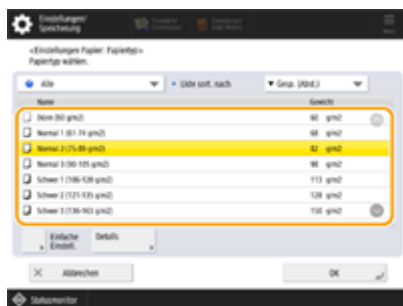 Einstellungen/
Speicherung
<Einstellungen Papier: Papiertyp>
Papiertyp wählen.
Alle
Liste sort. nach
▼ Gesp. (Abst.)
Name
Gewicht
Dünn (60 g/m2)
60 g/m2
Normal 1 (61-74 g/m2)
68 g/m2
Normal 2 (75-89 g/m2)
82 g/m2
Normal 3 (90-105 g/m2)
98 g/m2
Schwer 1 (106-120 g/m2)
113 g/m2
Schwer 2 (121-135 g/m2)
128 g/m2
Schwer 3 (136-163 g/m2)
150 g/m2
Einfache
Einstell.
Details
Abbrechen
OK
Statusmonitor